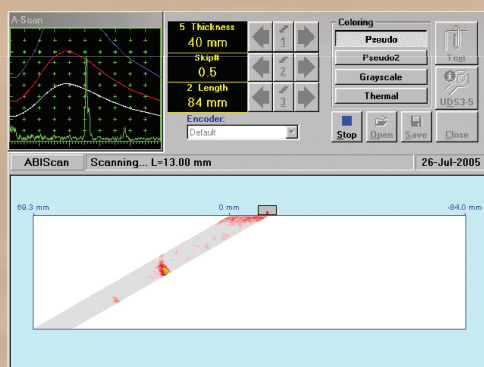 A-Scan
5 Thickness
40 mm
Skip#
0.5
2 Length
84 mm
Encoder:
Default
1
2
3
Coloring
Pseudo
Pseudo2
Grayscale
Thermal
Stop
Open
Save
Text
UDS3-5
Close
ABIScan
Scanning... L=13.00 mm
26-Jul-2005
69.3 mm
0 mm
-84.0 mm